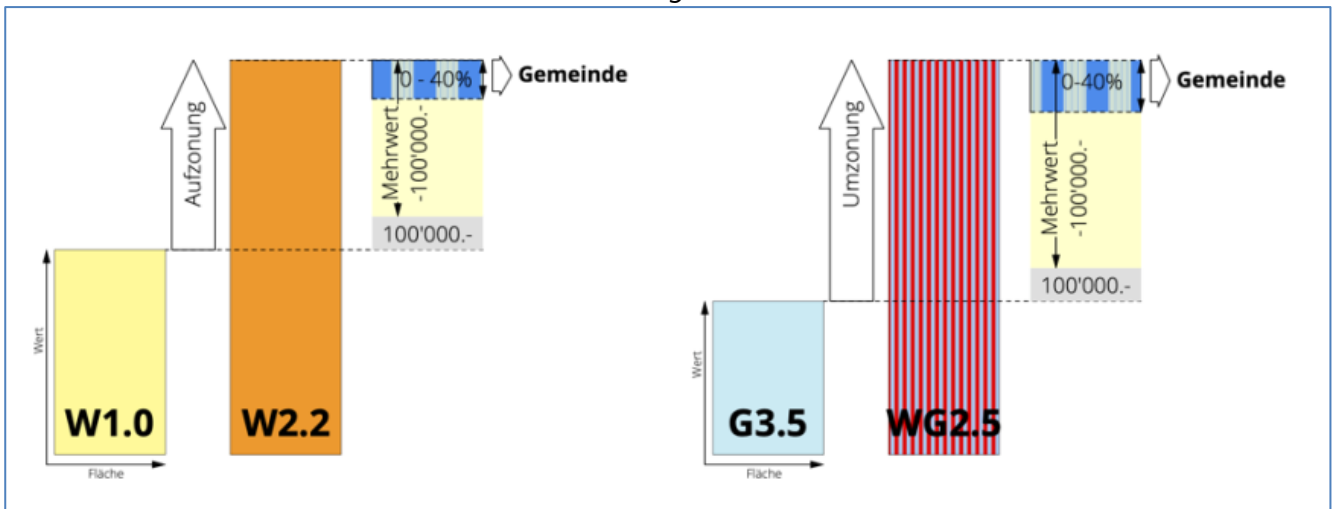 Aufzonung
0 - 40%
Gemeinde
Mehrwert
-100'000.-
100'000.-
Wert
W1.0
W2.2
Fläche
Umzonung
0-40%
Gemeinde
Mehrwert
-100'000.-
100'000.-
Wert
G3.5
WG2.5
Fläche